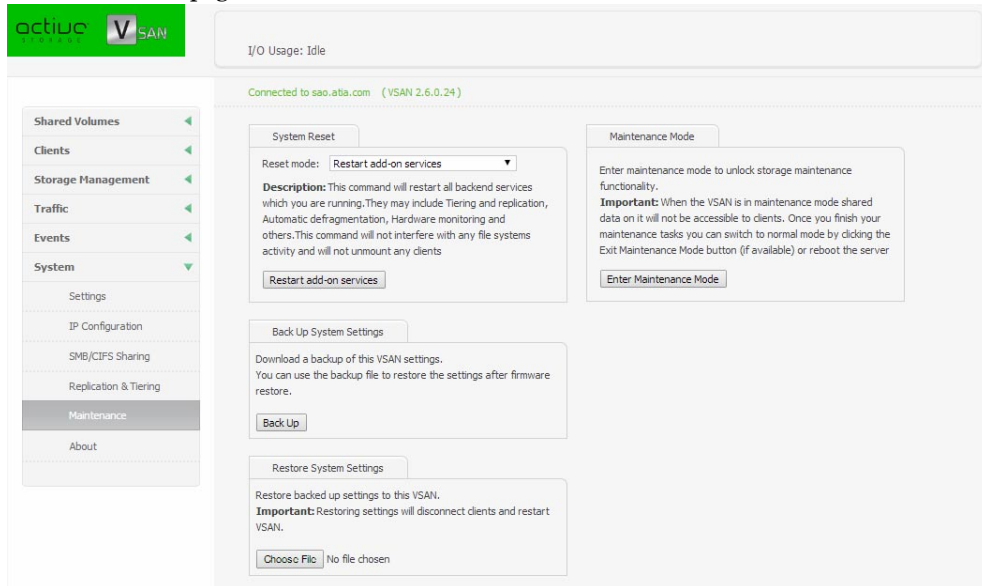 active VSAN
STORAGE
I/O Usage: Idle
Connected to sao.atia.com (VSAN 2.6.0.24)
Shared Volumes
Clients
Storage Management
Traffic
Events
System
Settings
IP Configuration
SMB/CIFS Sharing
Replication & Tiering
Maintenance
About
System Reset
Reset mode: Restart add-on services
Description: This command will restart all backend services
which you are running.They may include Tiering and replication,
Automatic defragmentation, Hardware monitoring and
others.This command will not interfere with any file systems
activity and will not unmount any clients
Restart add-on services
Maintenance Mode
Enter maintenance mode to unlock storage maintenance
functionality.
Important: When the VSAN is in maintenance mode shared
data on it will not be accessible to clients. Once you finish your
maintenance tasks you can switch to normal mode by clicking the
Exit Maintenance Mode button (if available) or reboot the server
Enter Maintenance Mode
Back Up System Settings
Download a backup of this VSAN settings.
You can use the backup file to restore the settings after firmware
restore.
Back Up
Restore System Settings
Restore backed up settings to this VSAN.
Important: Restoring settings will disconnect clients and restart
VSAN.
Choose File No file chosen